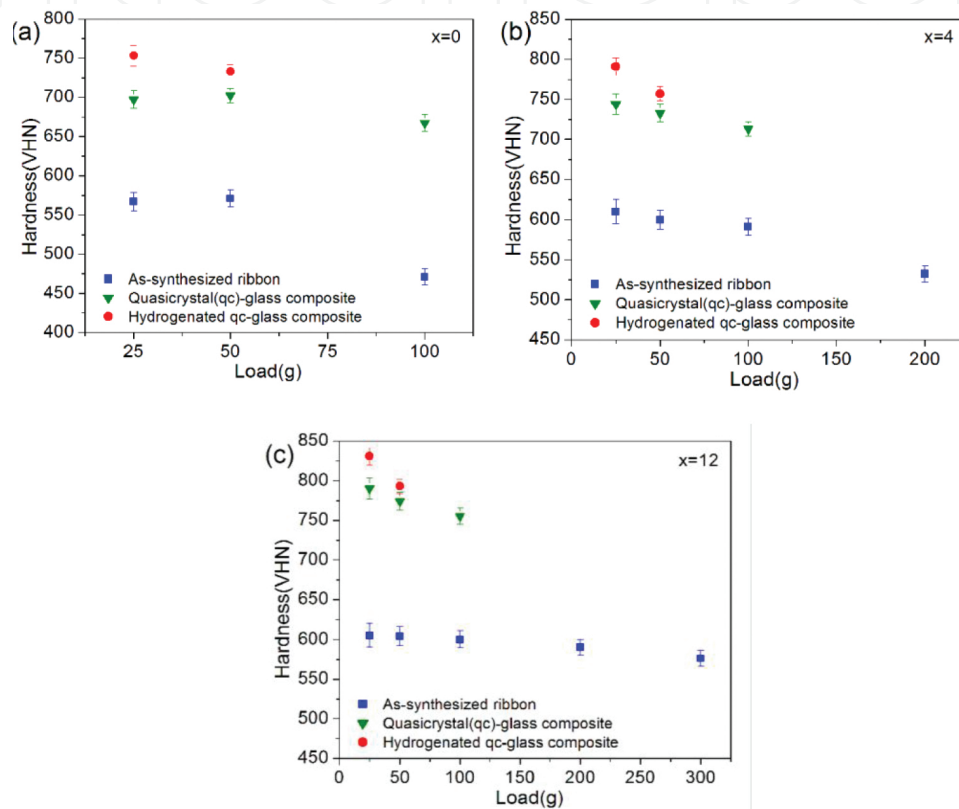 (a)
x=0
800
750
700
650
600
550
500
450
400
Hardness(VHN)
As-synthesized ribbon
Quasicrystal(qc)-glass composite
Hydrogenated qc-glass composite
25 50 75 100
Load(g)
(b)
x=4
850
800
750
700
650
600
550
500
450
Hardness(VHN)
As-synthesized ribbon
Quasicrystal(qc)-glass composite
Hydrogenated qc-glass composite
0 25 50 75 100 125 150 175 200
Load(g)
(c)
x=12
850
800
750
700
650
600
550
500
450
Hardness(VHN)
As-synthesized ribbon
Quasicrystal(qc)-glass composite
Hydrogenated qc-glass composite
0 50 100 150 200 250 300
Load(g)